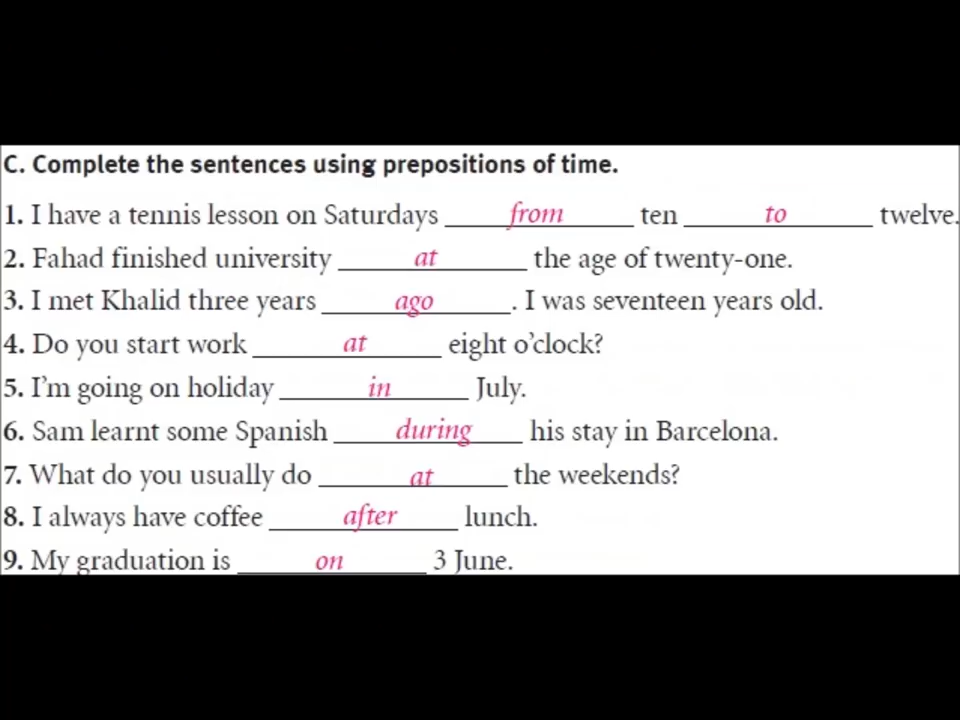 C. Complete the sentences using prepositions of time.
1. I have a tennis lesson on Saturdays from ten to twelve.
2. Fahad finished university at the age of twenty-one.
3. I met Khalid three years ago. I was seventeen years old.
4. Do you start work at eight o’clock?
5. I’m going on holiday in July.
6. Sam learnt some Spanish during his stay in Barcelona.
7. What do you usually do at the weekends?
8. I always have coffee after lunch.
9. My graduation is on 3 June.